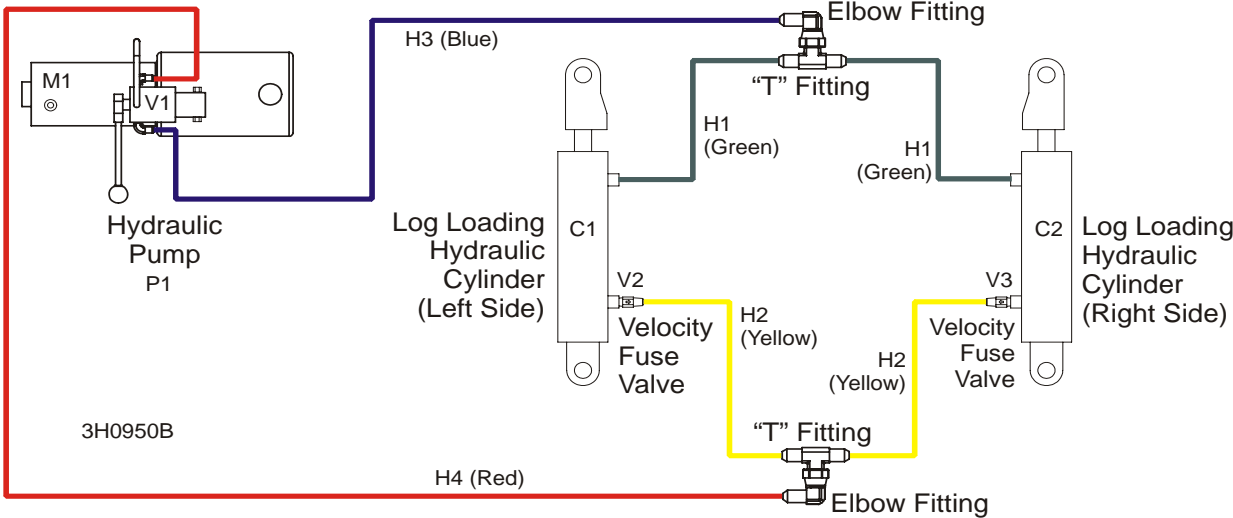 Elbow Fitting
H3 (Blue)
"T" Fitting
M1
V1
H1
(Green)
H1
(Green)
Hydraulic
Pump
P1
Log Loading
Hydraulic
Cylinder
(Left Side)
C1
C2
Log Loading
Hydraulic
Cylinder
(Right Side)
V2
V3
Velocity
Fuse
Valve
H2
(Yellow)
Velocity
Fuse
Valve
H2
(Yellow)
3H0950B
"T" Fitting
H4 (Red)
Elbow Fitting